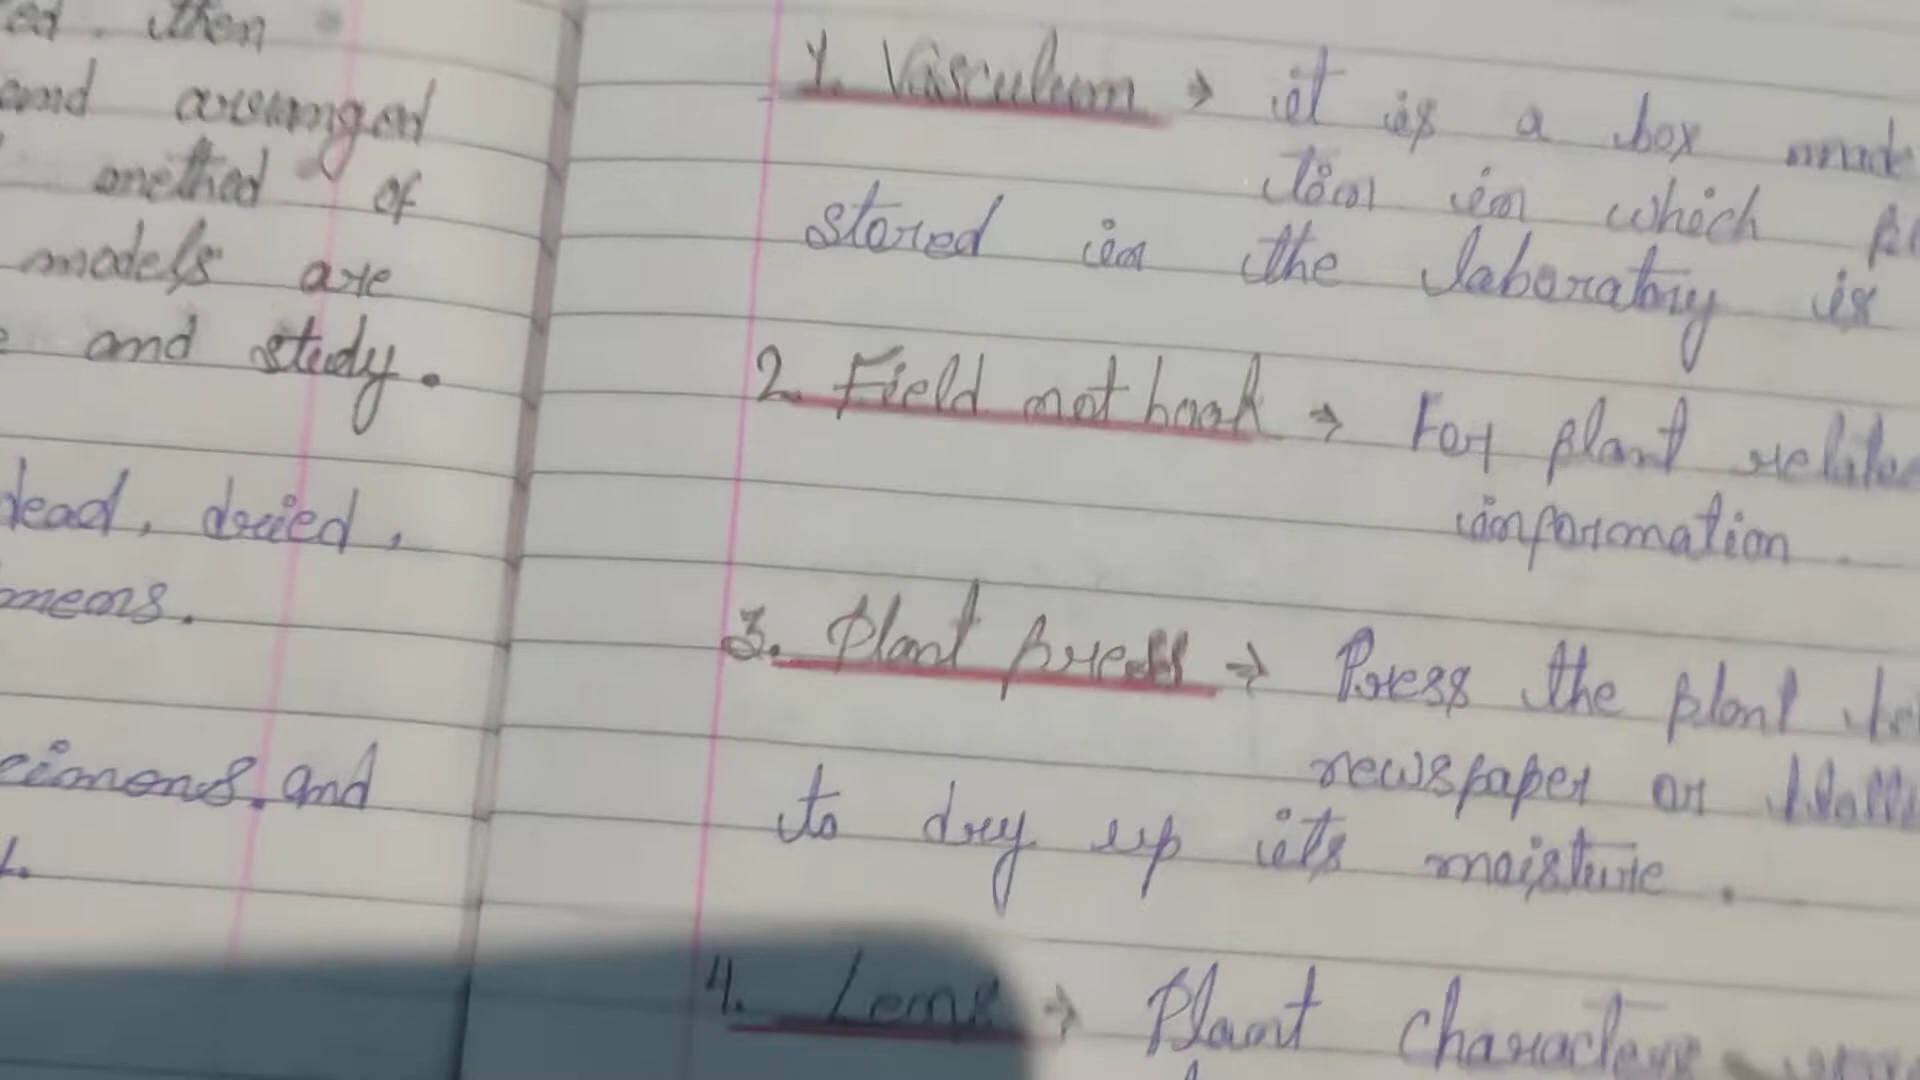 then
and arranged
method of
models are
and study.
dead, dried,
mens.
cimens. and
1. Vasculum → it is a box made
tin in which
stored in the laboratory is
2. Field not book → For plant relate
information
3. Plant press → Press the plant
newspaper or
to dry up its moisture.
4. Lens → Plant characters